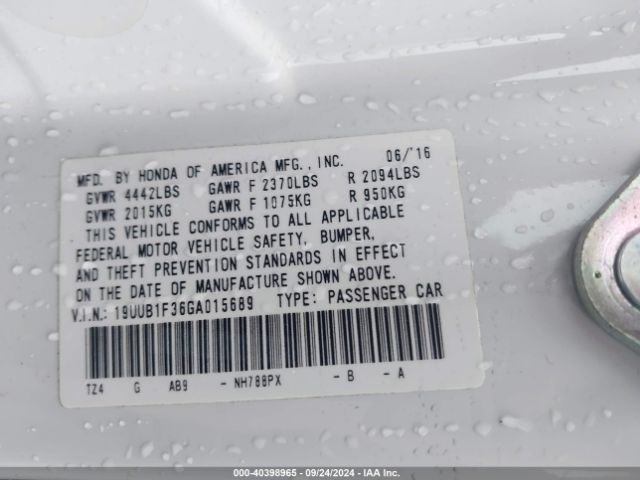 MFD. BY HONDA OF AMERICA MFG., INC. 06/'16
GVWR 4442LBS GAWR F 2370LBS R 2094LBS
GVWR 2015KG GAWR F 1075KG R 950KG
THIS VEHICLE CONFORMS TO ALL APPLICABLE
FEDERAL MOTOR VEHICLE SAFETY, BUMPER,
AND THEFT PREVENTION STANDARDS IN EFFECT
ON THE DATE OF MANUFACTURE SHOWN ABOVE.
V.I.N.: 19UUB1F36GA015689 TYPE: PASSENGER CAR
TZ4 G AB9 - NH788PX - B - A
000-40398965 - 09/24/2024 - IAA Inc.